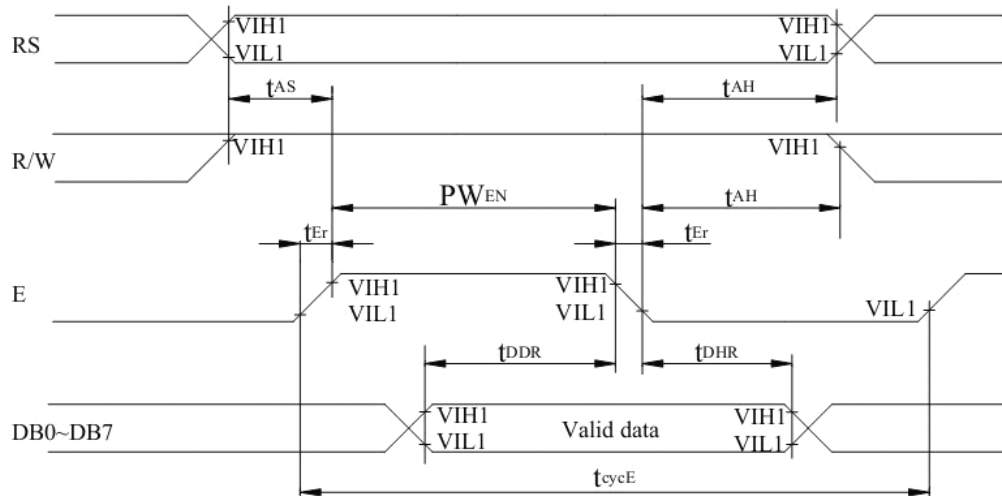 VIH1 VIH1
RS
VIL1 VIL1
tAS tAH
R/W VIH1 VIH1
PWEN tAH
tEr tEr
E VIH1 VIH1
VIL1 VIL1 VIL1
tDDR tDHR
VIH1 VIH1
DB0~DB7 Valid data
VIL1 VIL1
tcycE